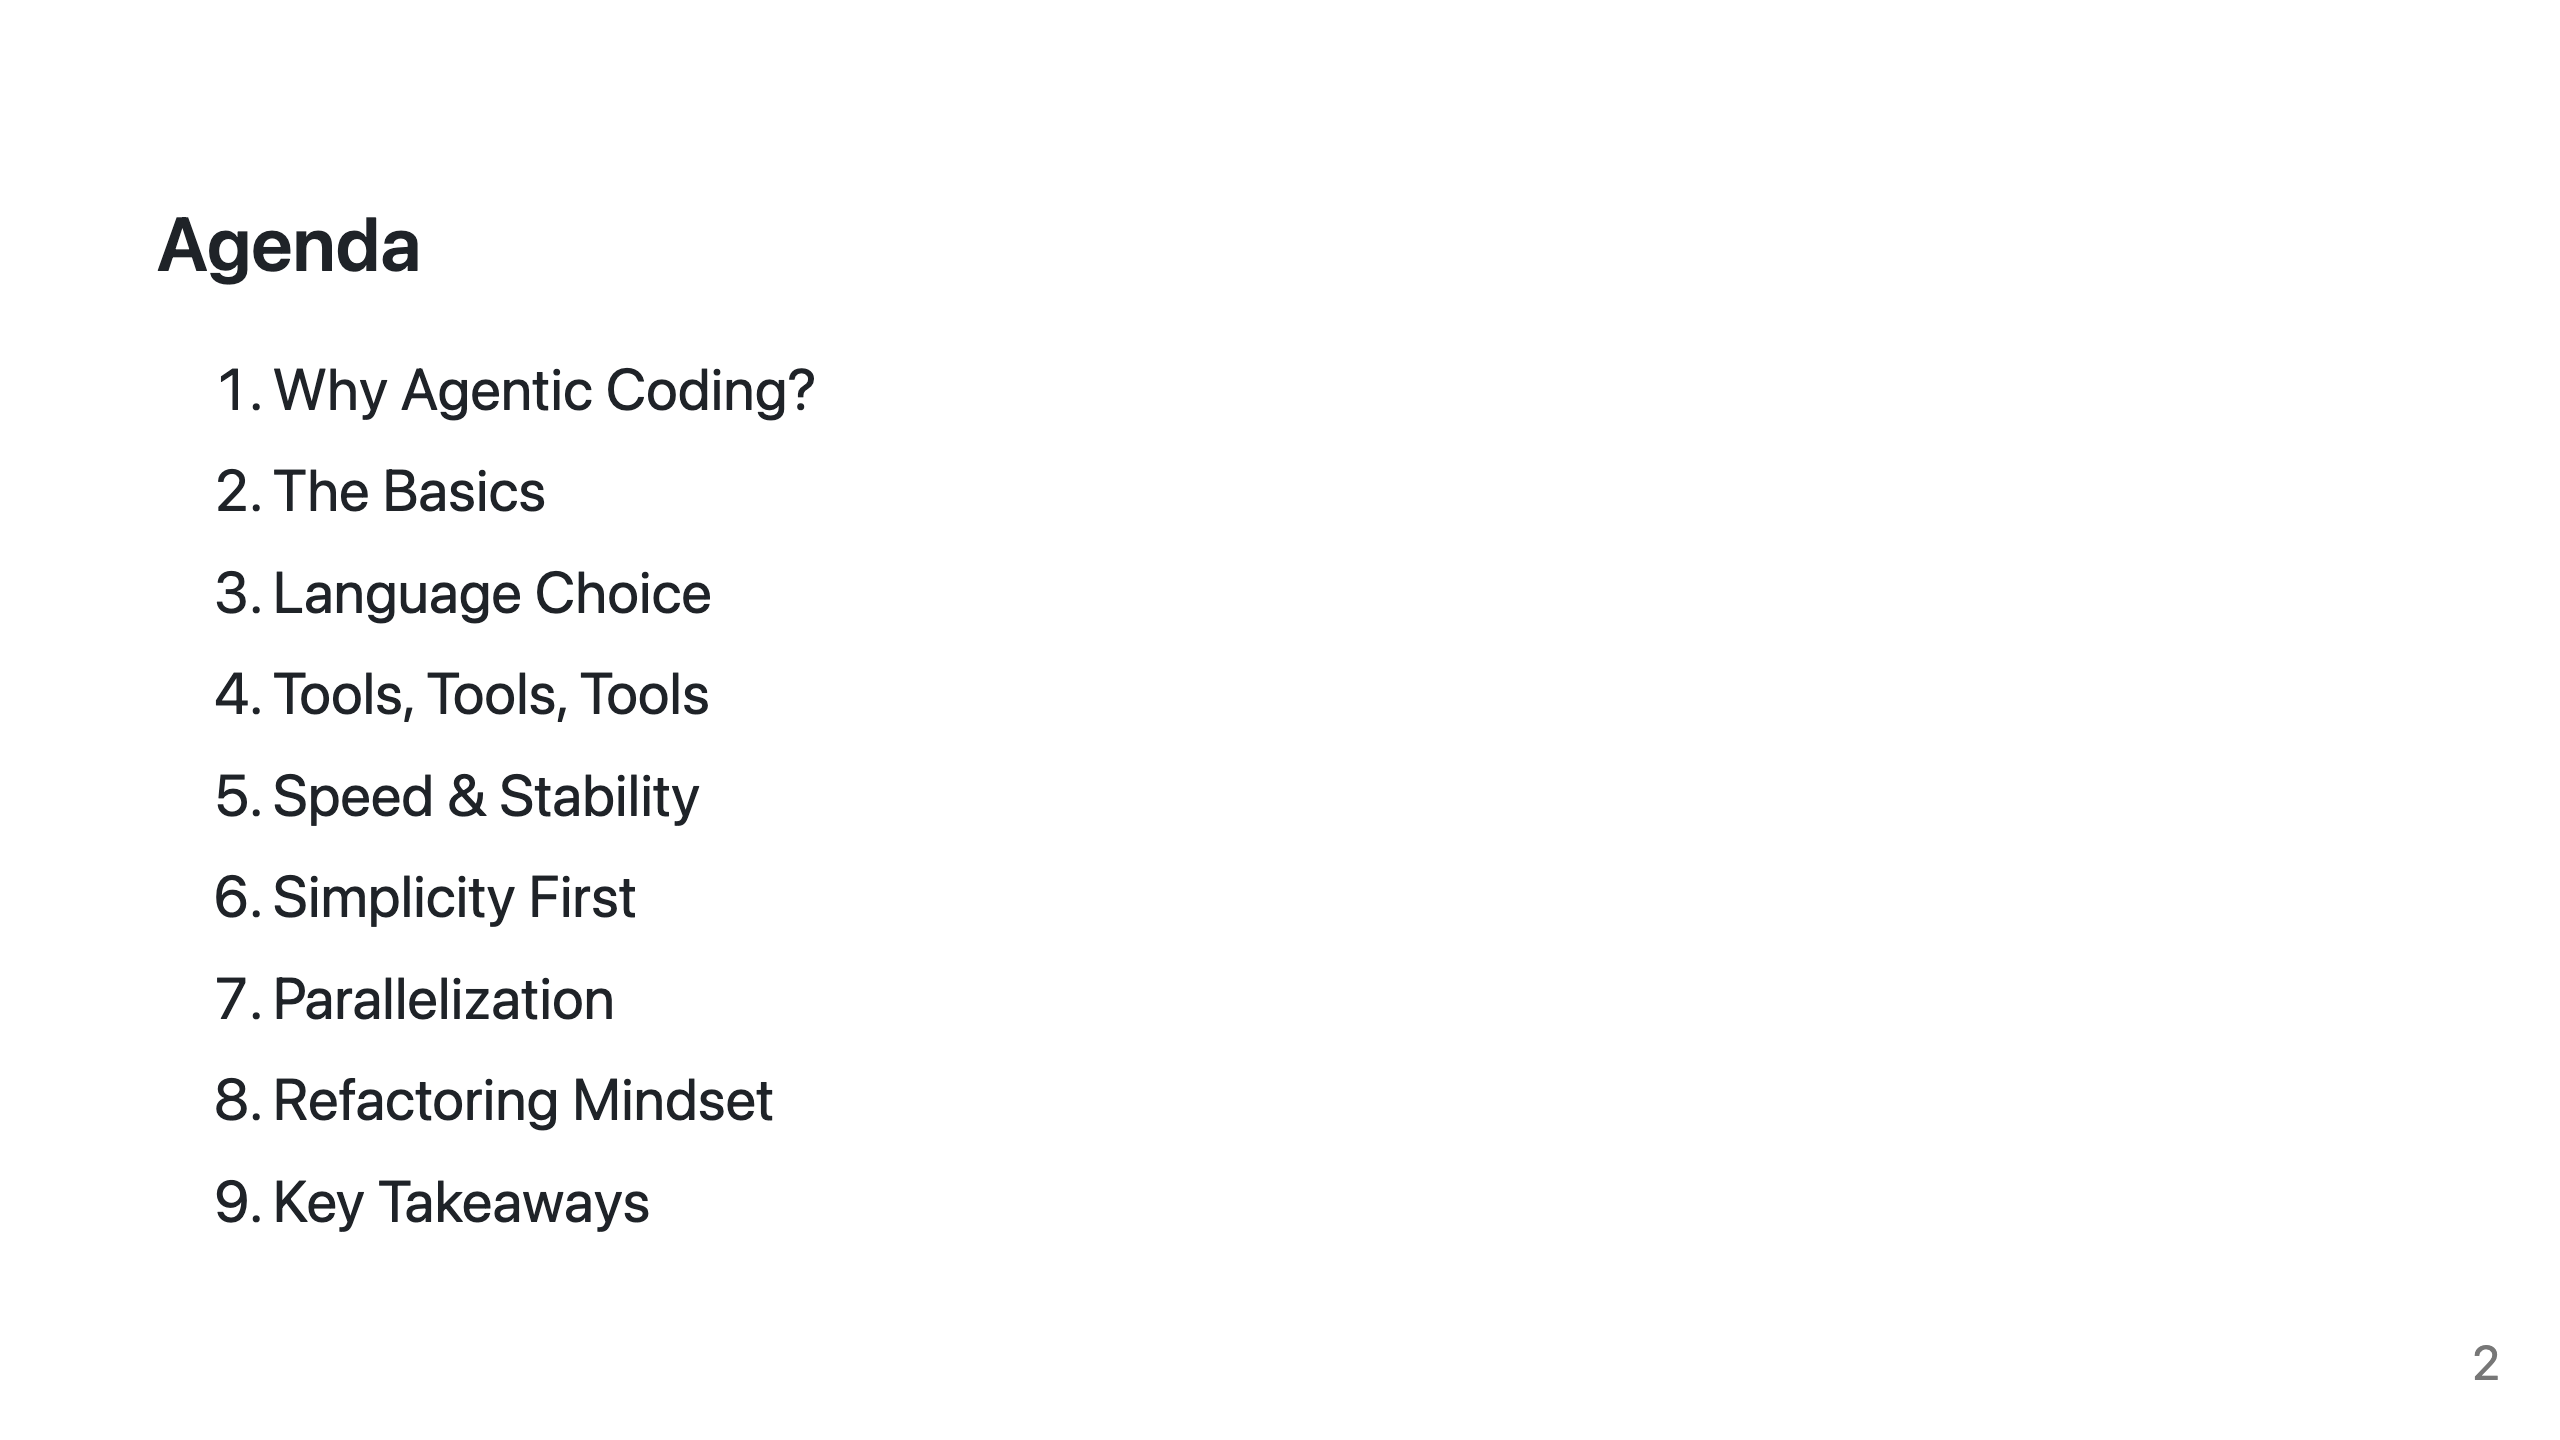 Agenda
1. Why Agentic Coding?
2. The Basics
3. Language Choice
4. Tools, Tools, Tools
5. Speed & Stability
6. Simplicity First
7. Parallelization
8. Refactoring Mindset
9. Key Takeaways
2